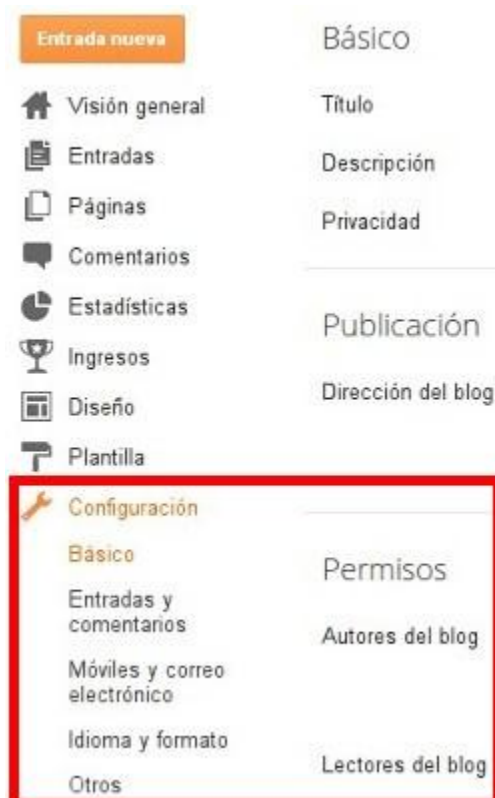 Entrada nueva
Visión general
Entradas
Páginas
Comentarios
Estadísticas
Ingresos
Diseño
Plantilla
Configuración
Básico
Entradas y
comentarios
Móviles y correo
electrónico
Idioma y formato
Otros
Básico
Título
Descripción
Privacidad
Publicación
Dirección del blog
Permisos
Autores del blog
Lectores del blog